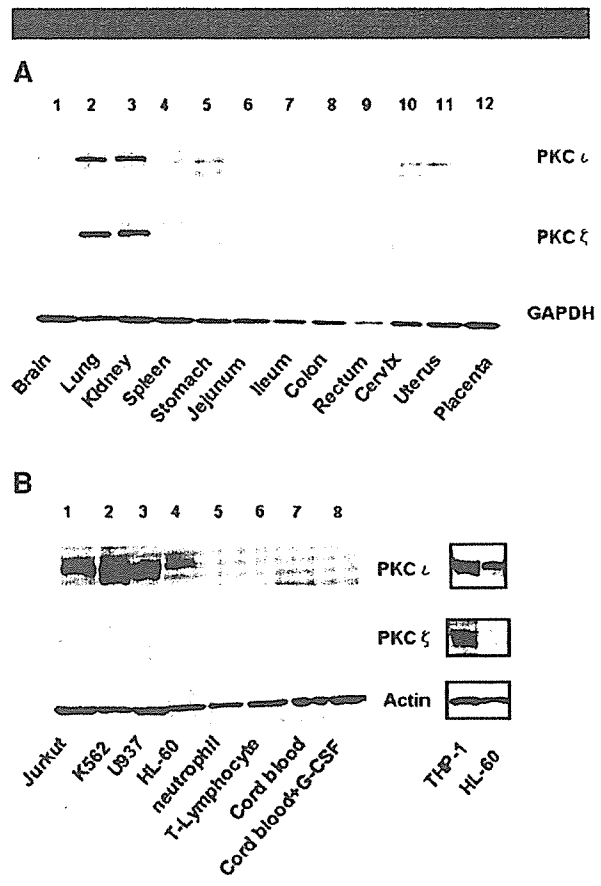 A
1 2 3 4 5 6 7 8 9 10 11 12
PKC ι
PKC ξ
GAPDH
Brain
Lung
Kidney
Spleen
Stomach
Jejunum
Ileum
Colon
Rectum
Cervix
Uterus
Placenta
B
1 2 3 4 5 6 7 8
PKC ι
PKC ξ
Actin
Jurkut
K562
U937
HL-60
neutrophil
T-Lymphocyte
Cord blood
Cord blood+G-CSF
THP-1
HL-60